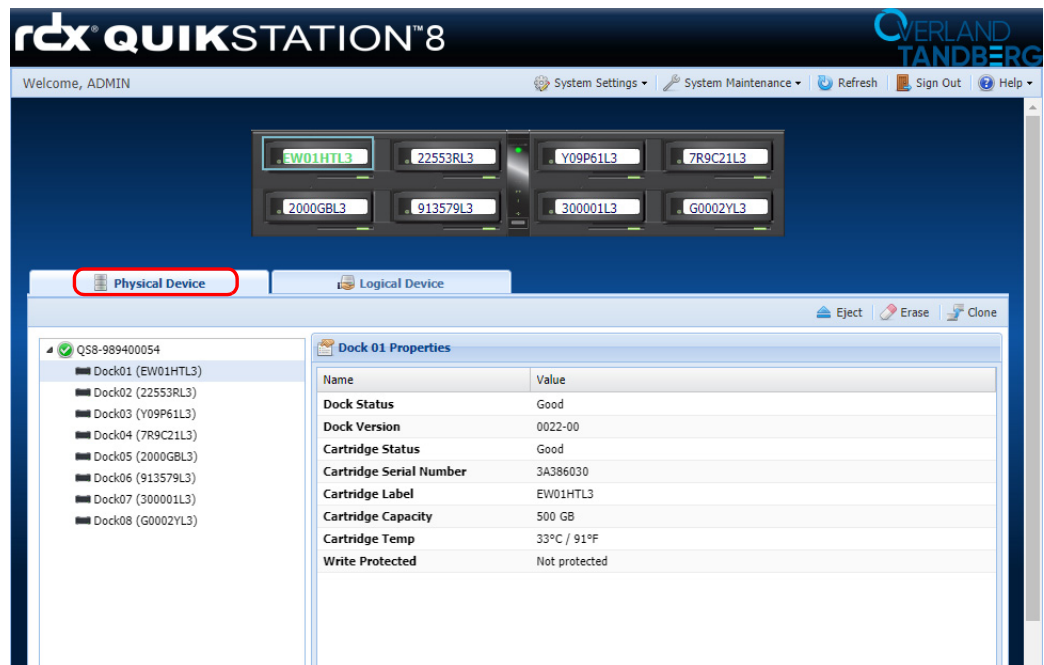 rdx® QUIKSTATION™8
OVERLAND TANDBERG
Welcome, ADMIN
System Settings
System Maintenance
Refresh
Sign Out
Help
EW01HTL3 22553RL3 Y09P61L3 7R9C21L3
2000GBL3 913579L3 300001L3 G0002YL3
Physical Device
Logical Device
Eject
Erase
Clone
QS8-989400054
Dock01 (EW01HTL3)
Dock02 (22553RL3)
Dock03 (Y09P61L3)
Dock04 (7R9C21L3)
Dock05 (2000GBL3)
Dock06 (913579L3)
Dock07 (300001L3)
Dock08 (G0002YL3)
Dock 01 Properties
Name Value
Dock Status Good
Dock Version 0022-00
Cartridge Status Good
Cartridge Serial Number 3A386030
Cartridge Label EW01HTL3
Cartridge Capacity 500 GB
Cartridge Temp 33°C / 91°F
Write Protected Not protected